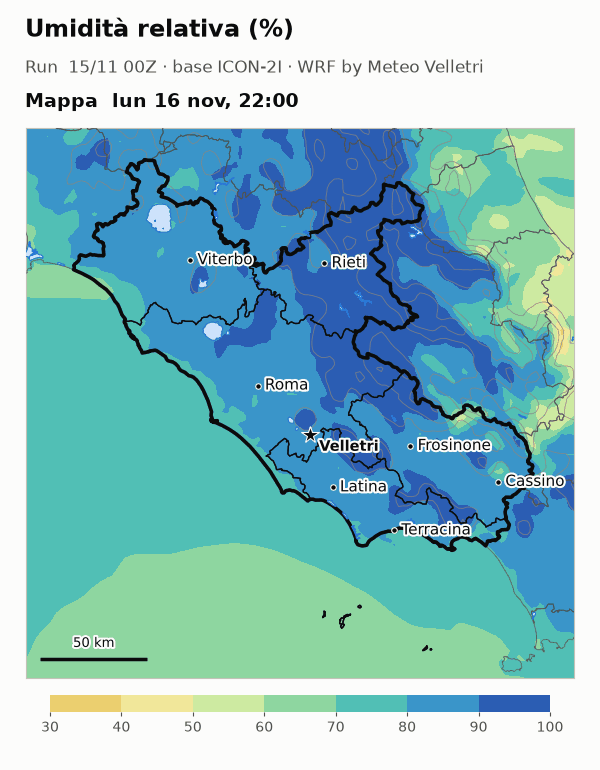 Umidità relativa (%)
Run  15/11 00Z · base ICON-2I · WRF by Meteo Velletri
Mappa  lun 16 nov, 22:00
Viterbo
Rieti
Roma
Velletri
Frosinone
Latina
Cassino
Terracina
50 km
30 40 50 60 70 80 90 100